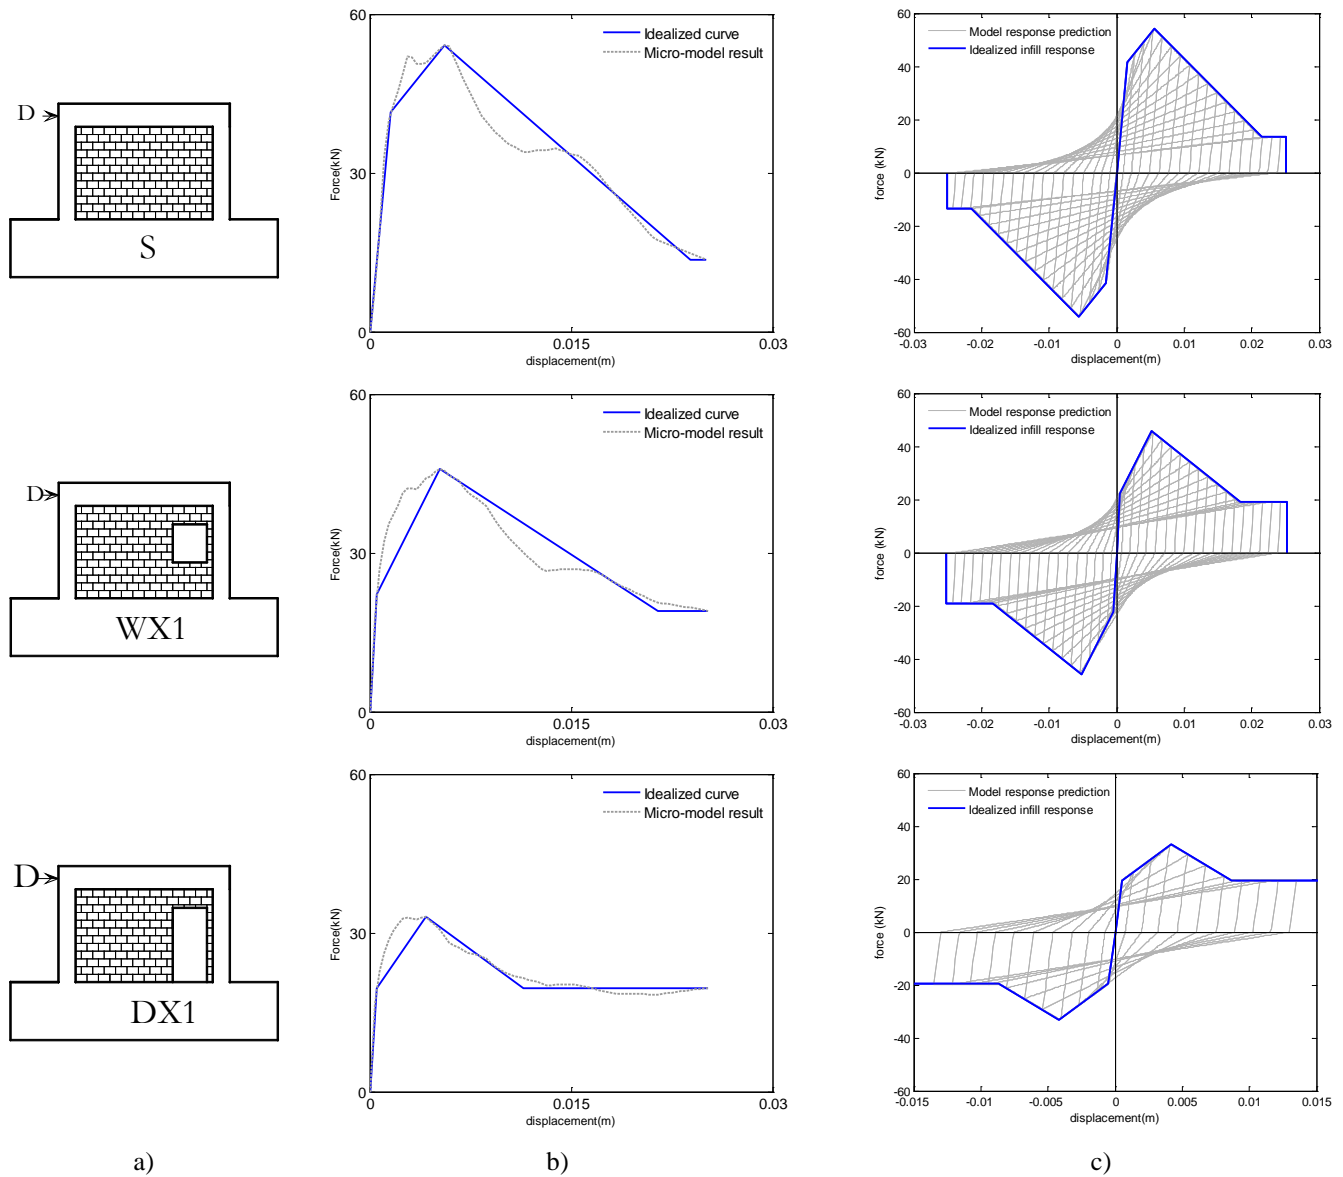 D
S
60
30
0
0
0.015
0.03
Force(kN)
displacement(m)
Idealized curve
Micro-model result
60
40
20
0
-20
-40
-60
-0.03
-0.02
-0.01
0
0.01
0.02
0.03
force (kN)
displacement(m)
Model response prediction
Idealized infill response
D
WX1
60
30
0
0
0.015
0.03
Force(kN)
displacement(m)
Idealized curve
Micro-model result
60
40
20
0
-20
-40
-60
-0.03
-0.02
-0.01
0
0.01
0.02
0.03
force (kN)
displacement(m)
Model response prediction
Idealized infill response
D
DX1
60
30
0
0
0.015
0.03
Force(kN)
displacement(m)
Idealized curve
Micro-model result
60
40
20
0
-20
-40
-60
-0.015
-0.01
-0.005
0
0.005
0.01
0.015
force (kN)
displacement(m)
Model response prediction
Idealized infill response
a)
b)
c)